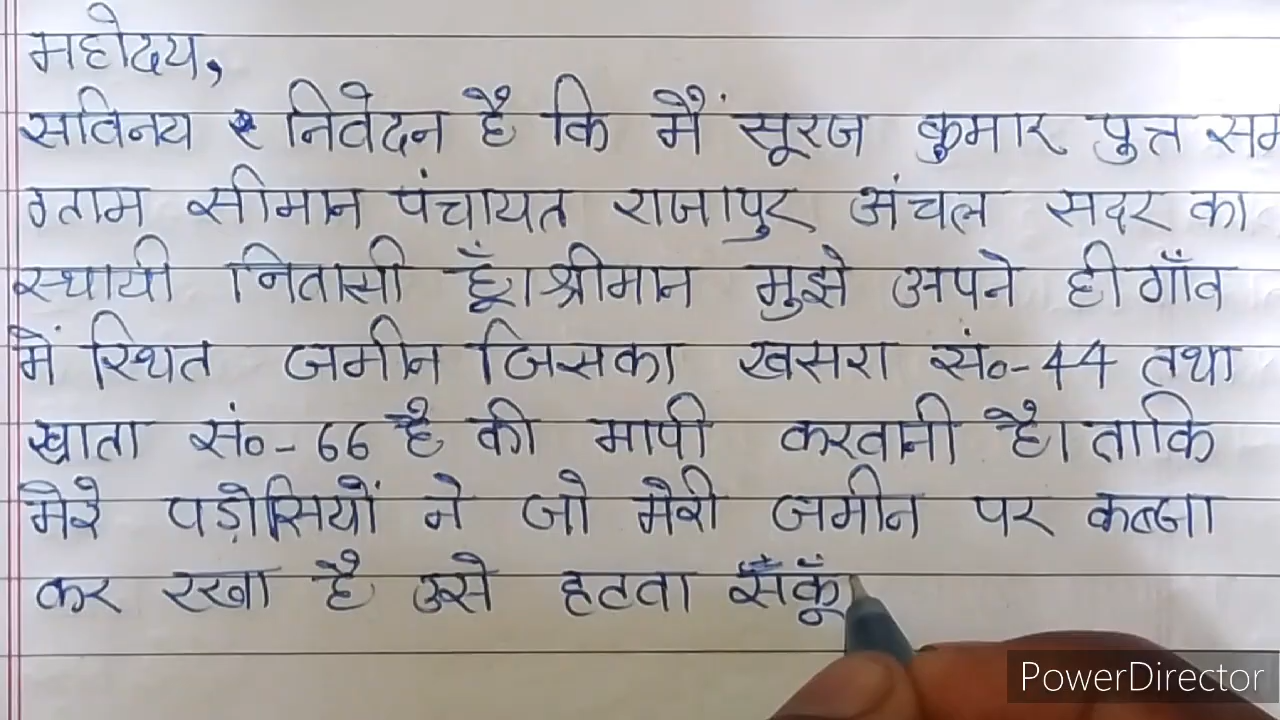 महोदय,
सविनय निवेदन है कि मैं सूरज कुमार पुत्र राम
ग्राम सीमान पंचायत राजापुर अंचल सदर का
स्थायी निवासी हूँ। श्रीमान मुझे अपने ही गाँव
में स्थित जमीन जिसका खसरा सं०-44 तथा
खाता सं०-66 है की मापी करवानी है। ताकि
मेरे पड़ोसियों ने जो मेरी जमीन पर कब्जा
कर रखा है उसे हटवा सकूँ
PowerDirector